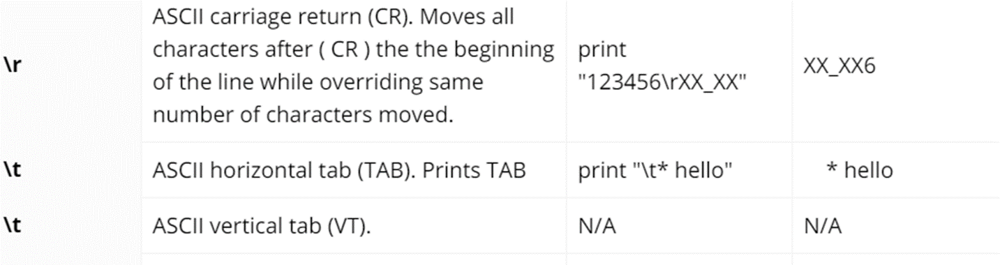 ASCII carriage return (CR). Moves all
characters after ( CR ) the the beginning
of the line while overriding same
number of characters moved.
\r
print
"123456\rXX_XX"
XX_XX6
\t
ASCII horizontal tab (TAB). Prints TAB
print "\t* hello"
* hello
\t
ASCII vertical tab (VT).
N/A
N/A